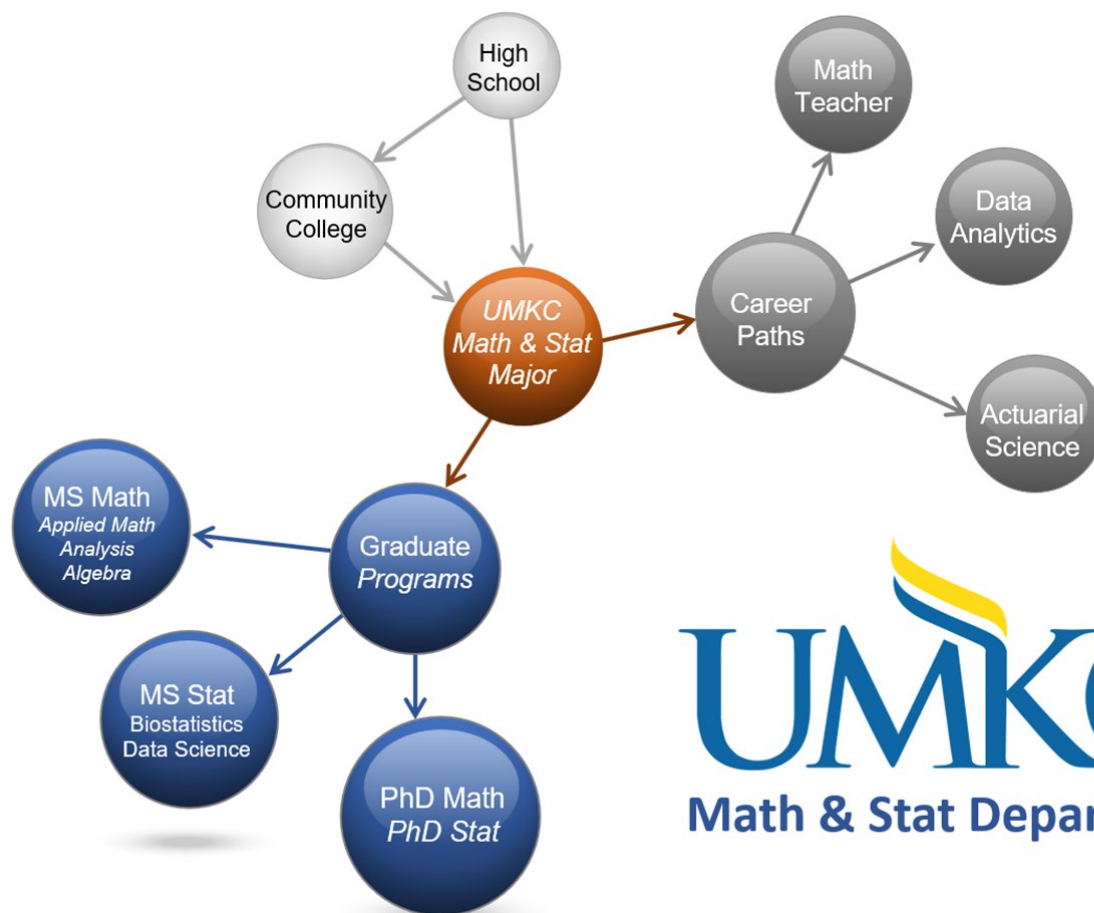 High
School
Community
College
UMKC
Math & Stat
Major
Career
Paths
Math
Teacher
Data
Analytics
Actuarial
Science
Graduate
Programs
MS Math
Applied Math
Analysis
Algebra
MS Stat
Biostatistics
Data Science
PhD Math
PhD Stat
UMKC
Math & Stat Depar